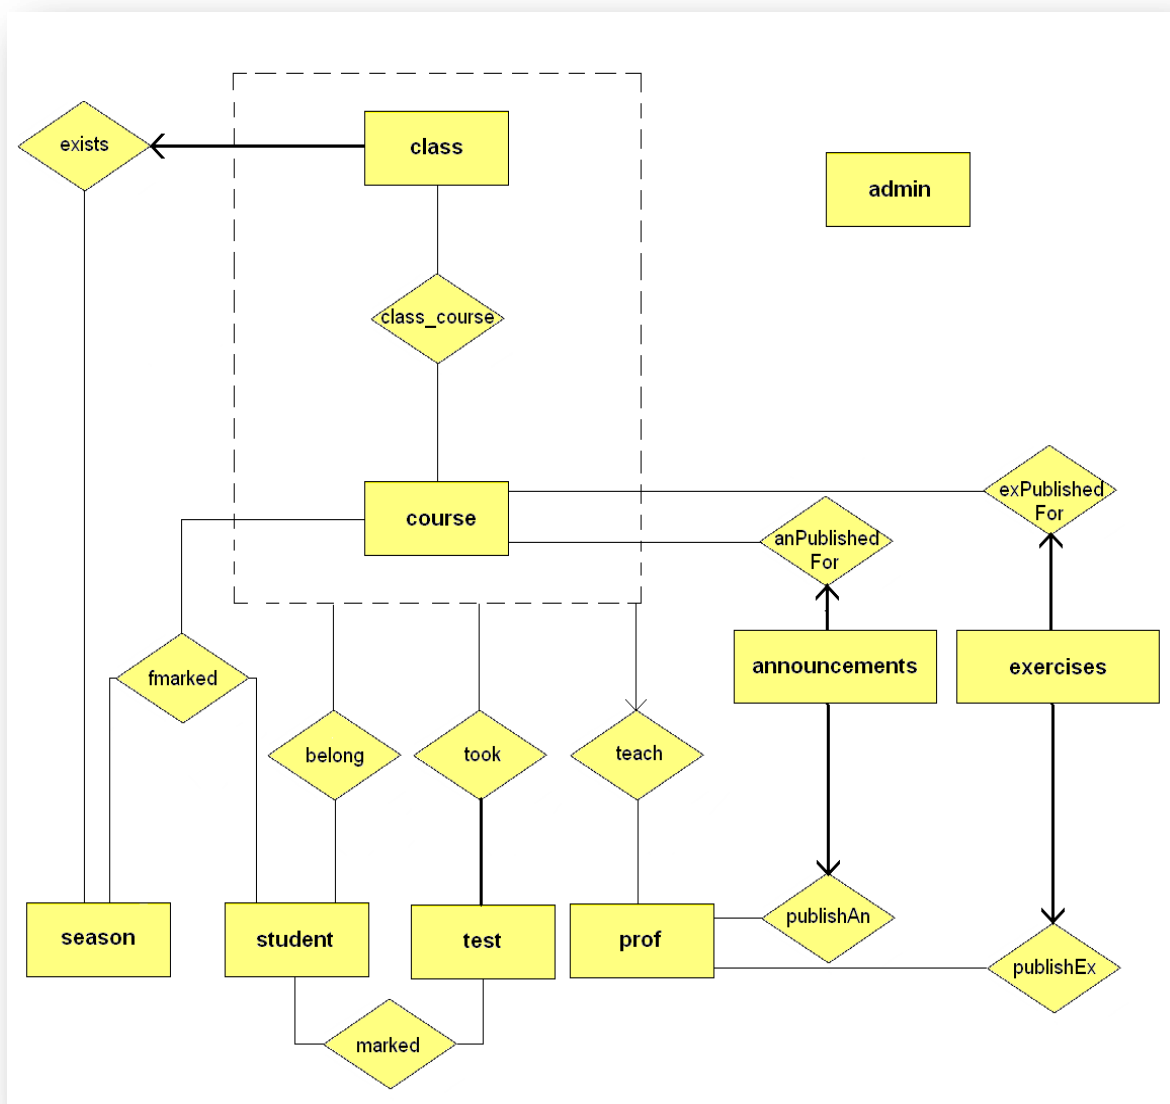 exists
class
admin
class_course
course
exPublished
For
anPublished
For
announcements
exercises
fmarked
belong
took
teach
publishAn
season
student
test
prof
publishEx
marked